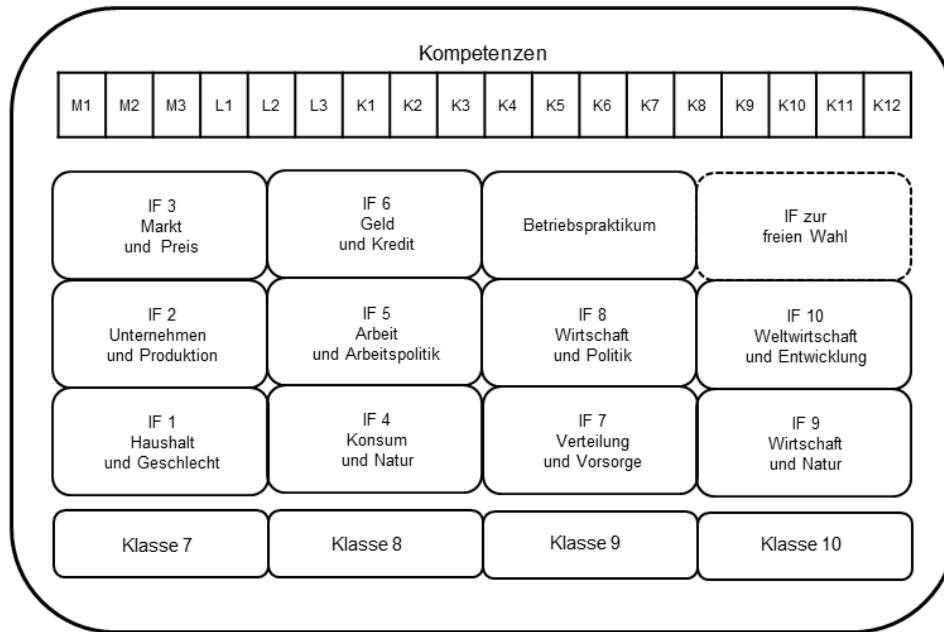 Kompetenzen
M1 M2 M3 L1 L2 L3 K1 K2 K3 K4 K5 K6 K7 K8 K9 K10 K11 K12
IF 3
Markt
und Preis
IF 6
Geld
und Kredit
Betriebspraktikum
IF zur
freien Wahl
IF 2
Unternehmen
und Produktion
IF 5
Arbeit
und Arbeitspolitik
IF 8
Wirtschaft
und Politik
IF 10
Weltwirtschaft
und Entwicklung
IF 1
Haushalt
und Geschlecht
IF 4
Konsum
und Natur
IF 7
Verteilung
und Vorsorge
IF 9
Wirtschaft
und Natur
Klasse 7
Klasse 8
Klasse 9
Klasse 10